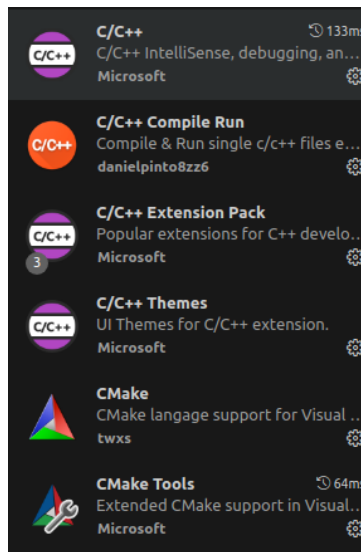 C/C++ 133ms
C/C++ C/C++ IntelliSense, debugging, an...
Microsoft
C/C++ Compile Run
C/C++ Compile & Run single c/c++ files e...
danielpinto8zz6
C/C++ Extension Pack
C/C++ Popular extensions for C++ develo...
3 Microsoft
C/C++ Themes
C/C++ UI Themes for C/C++ extension.
Microsoft
CMake
CMake langage support for Visual ...
twxs
CMake Tools 64ms
Extended CMake support in Visual...
Microsoft